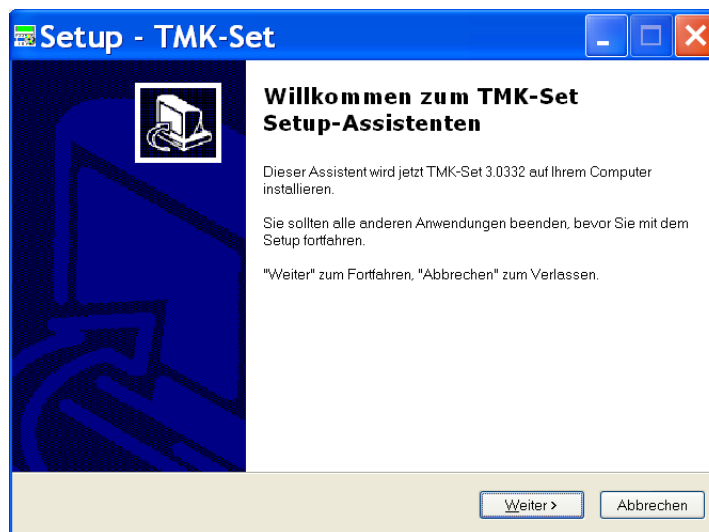 Setup - TMK-Set
Willkommen zum TMK-Set
Setup-Assistenten
Dieser Assistent wird jetzt TMK-Set 3.0332 auf Ihrem Computer
installieren.
Sie sollten alle anderen Anwendungen beenden, bevor Sie mit dem
Setup fortfahren.
"Weiter" zum Fortfahren, "Abbrechen" zum Verlassen.
Weiter >
Abbrechen